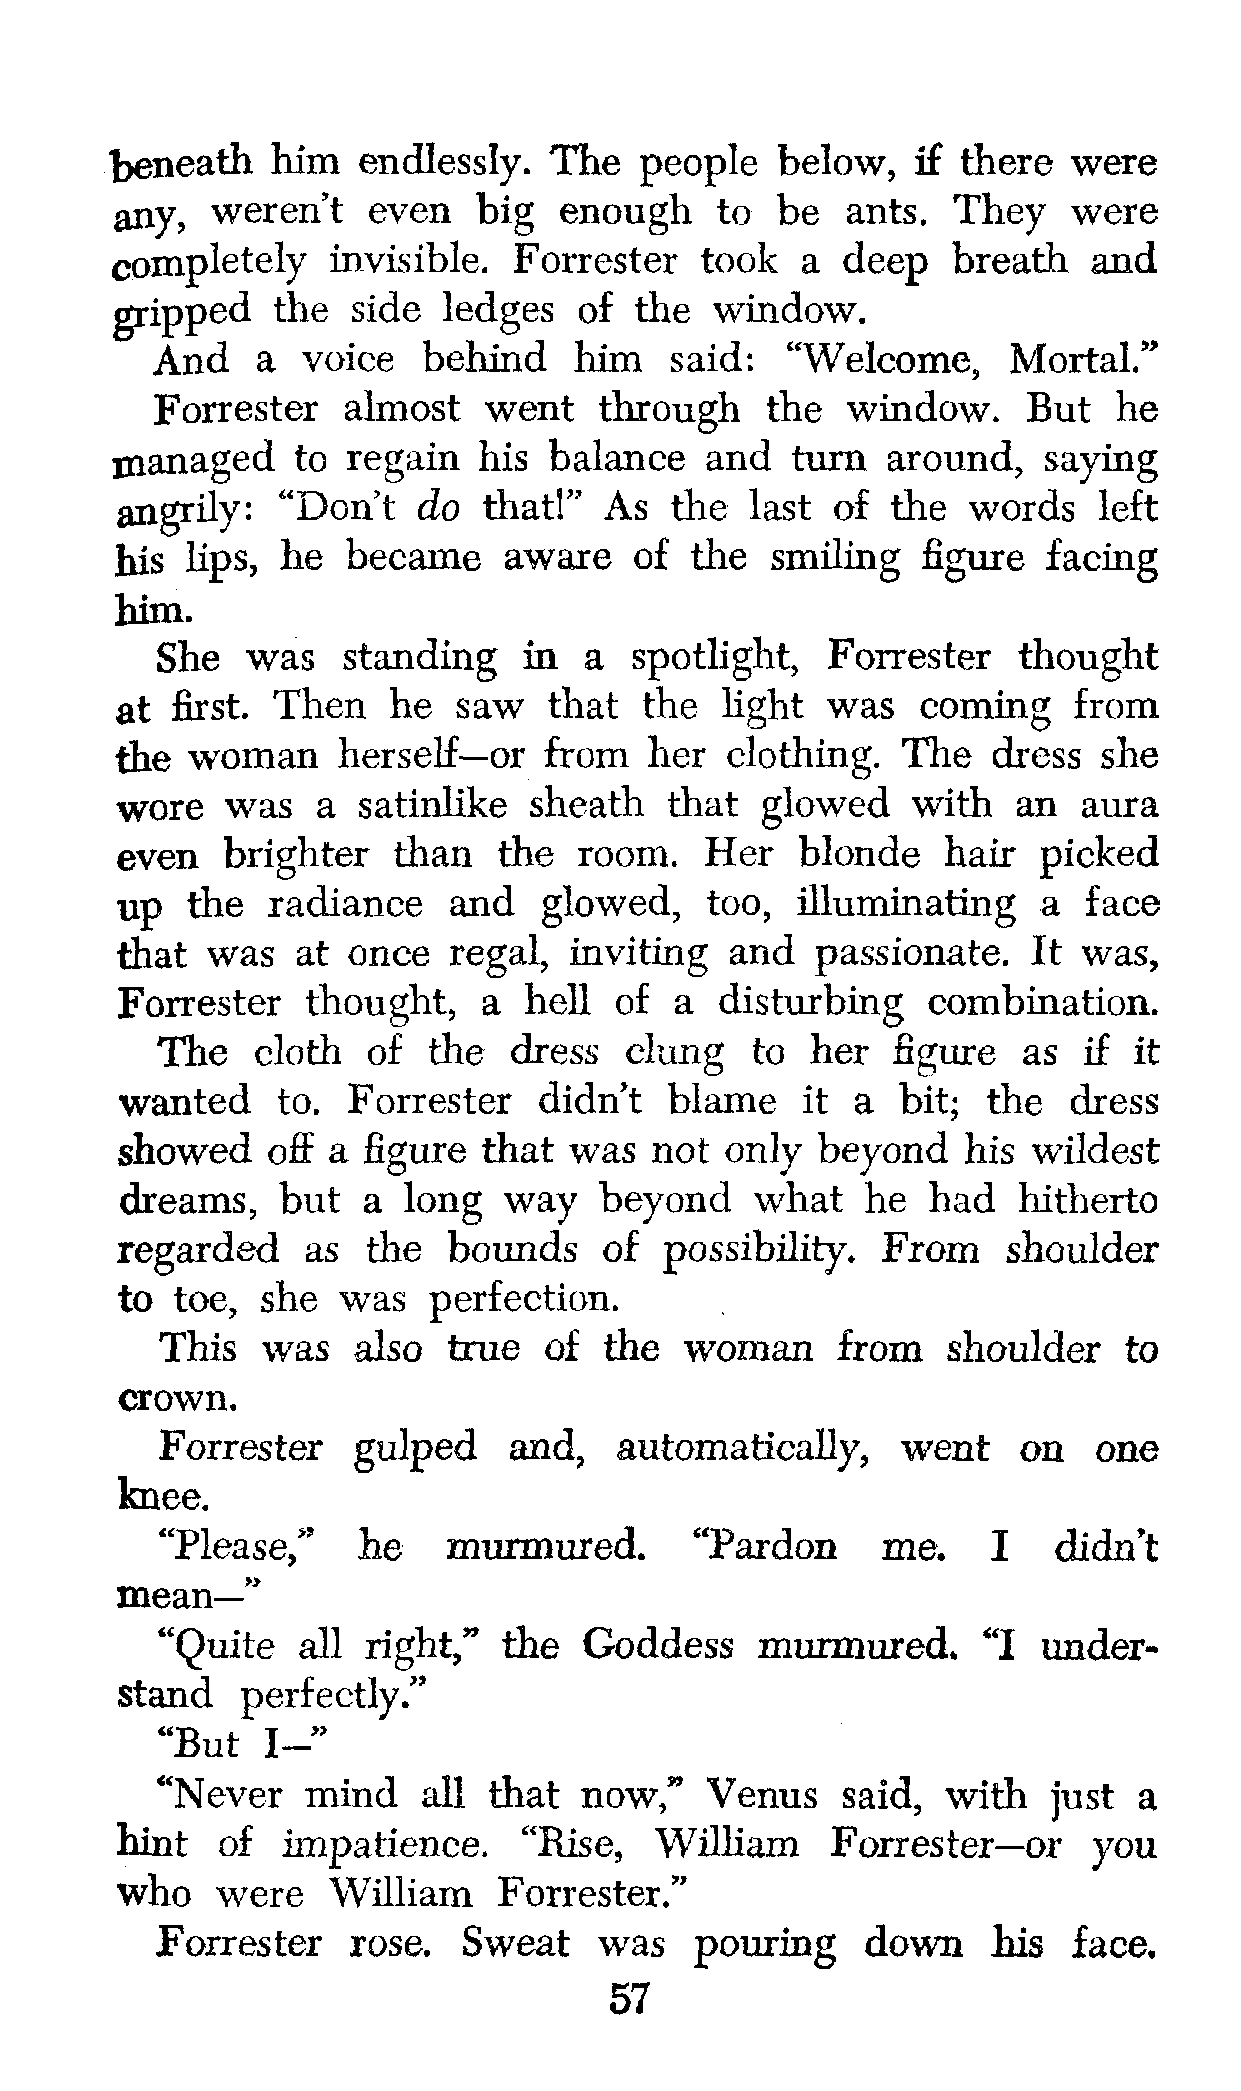 beneath him endlessly. The people below, if there were
any, weren't even big enough to be ants. They were
completely invisible. Forrester took a deep breath and
gripped the side ledges of the window.
And a voice behind him said: “Welcome, Mortal.”
Forrester almost went through the window. But he
managed to regain his balance and turn around, saying
angrily: “Don't do that!” As the last of the words left
his lips, he became aware of the smiling figure facing
him.
She was standing in a spotlight, Forrester thought
at first. Then he saw that the light was coming from
the woman herself—or from her clothing. The dress she
wore was a satinlike sheath that glowed with an aura
even brighter than the room. Her blonde hair picked
up the radiance and glowed, too, illuminating a face
that was at once regal, inviting and passionate. It was,
Forrester thought, a hell of a disturbing combination.
The cloth of the dress clung to her figure as if it
wanted to. Forrester didn't blame it a bit; the dress
showed off a figure that was not only beyond his wildest
dreams, but a long way beyond what he had hitherto
regarded as the bounds of possibility. From shoulder
to toe, she was perfection.
This was also true of the woman from shoulder to
crown.
Forrester gulped and, automatically, went on one
knee.
“Please,” he murmured. “Pardon me. I didn't
mean—”
“Quite all right,” the Goddess murmured. “I under-
stand perfectly.”
“But I—”
“Never mind all that now,” Venus said, with just a
hint of impatience. “Rise, William Forrester—or you
who were William Forrester.”
Forrester rose. Sweat was pouring down his face.
57